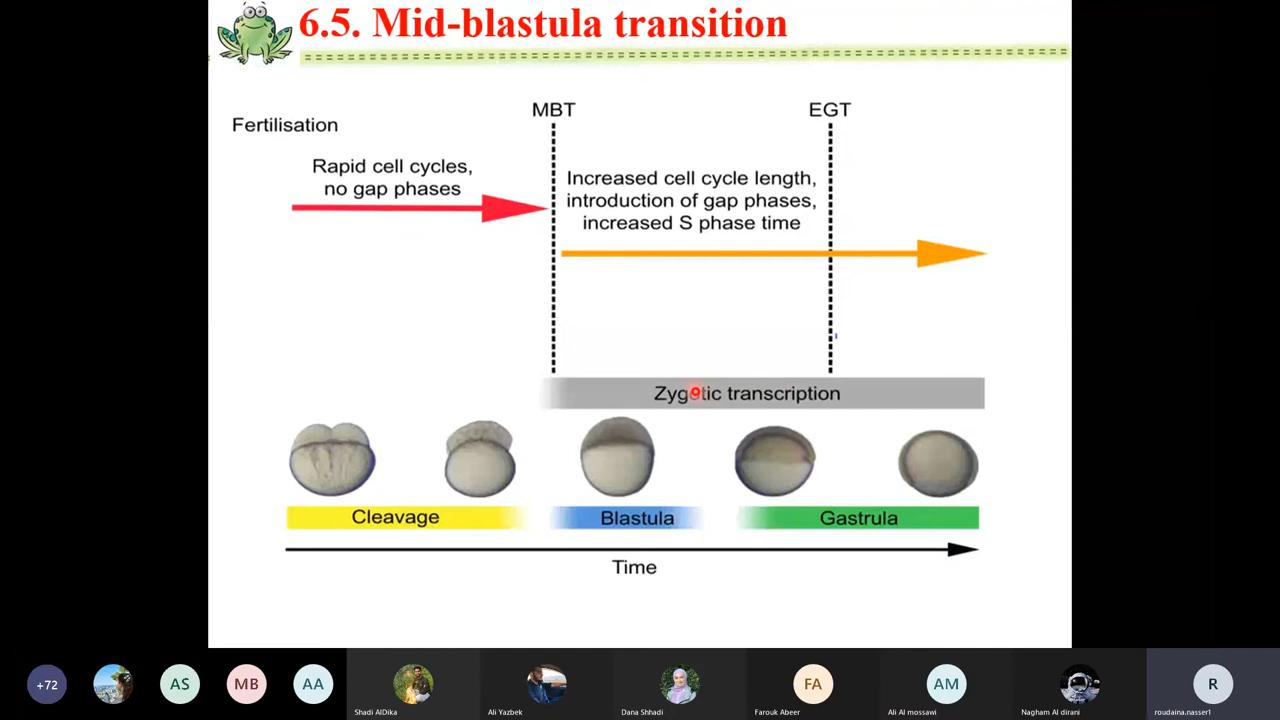 6.5. Mid-blastula transition
MBT
EGT
Fertilisation
Rapid cell cycles,
no gap phases
Increased cell cycle length,
introduction of gap phases,
increased S phase time
Zygotic transcription
Cleavage
Blastula
Gastrula
Time
+72
AS
MB
AA
FA
AM
R
Shadi AlDika
Ali Yazbek
Dana Shhadi
Farouk Abeer
Ali Al mossawi
Nagham Al dirani
roudaina.nasser1